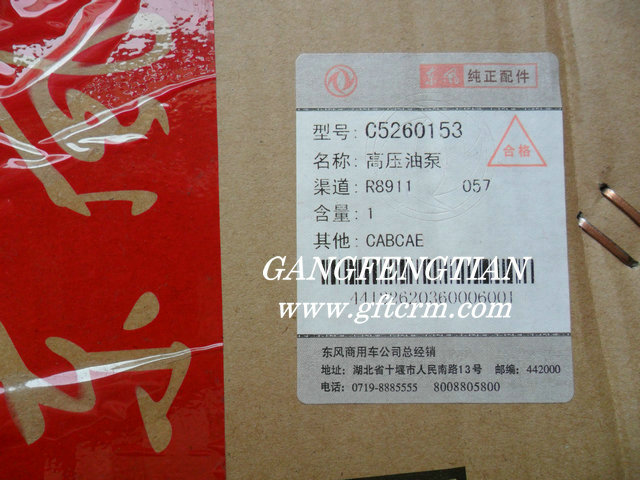 东风
东风 纯正配件
型号: C5260153
名称: 高压油泵
合格
渠道: R8911 057
含量: 1
其他: CABCAE
GANGFENGTIAN
www.gftcrm.com
东风商用车公司总经销
地址: 湖北省十堰市人民南路13号 邮编: 442000
电话: 0719-8885555 8008805800